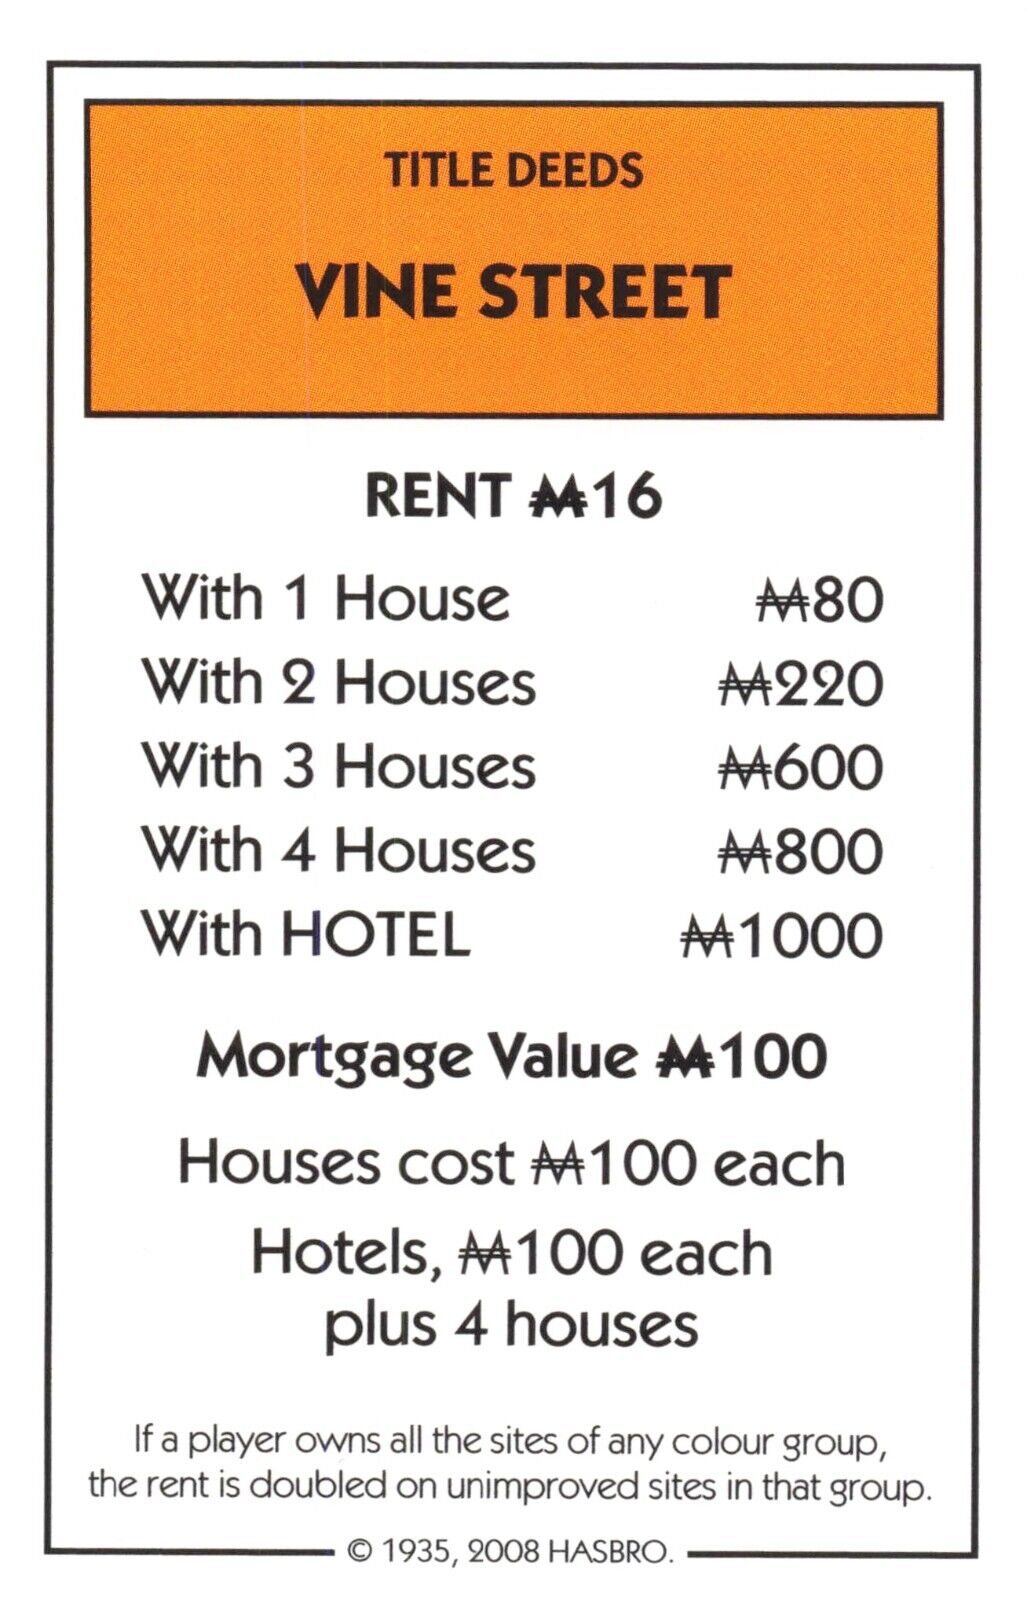 TITLE DEEDS
VINE STREET
RENT ₩16
With 1 House ₩80
With 2 Houses ₩220
With 3 Houses ₩600
With 4 Houses ₩800
With HOTEL ₩1000
Mortgage Value ₩100
Houses cost ₩100 each
Hotels, ₩100 each
plus 4 houses
If a player owns all the sites of any colour group,
the rent is doubled on unimproved sites in that group.
© 1935, 2008 HASBRO.